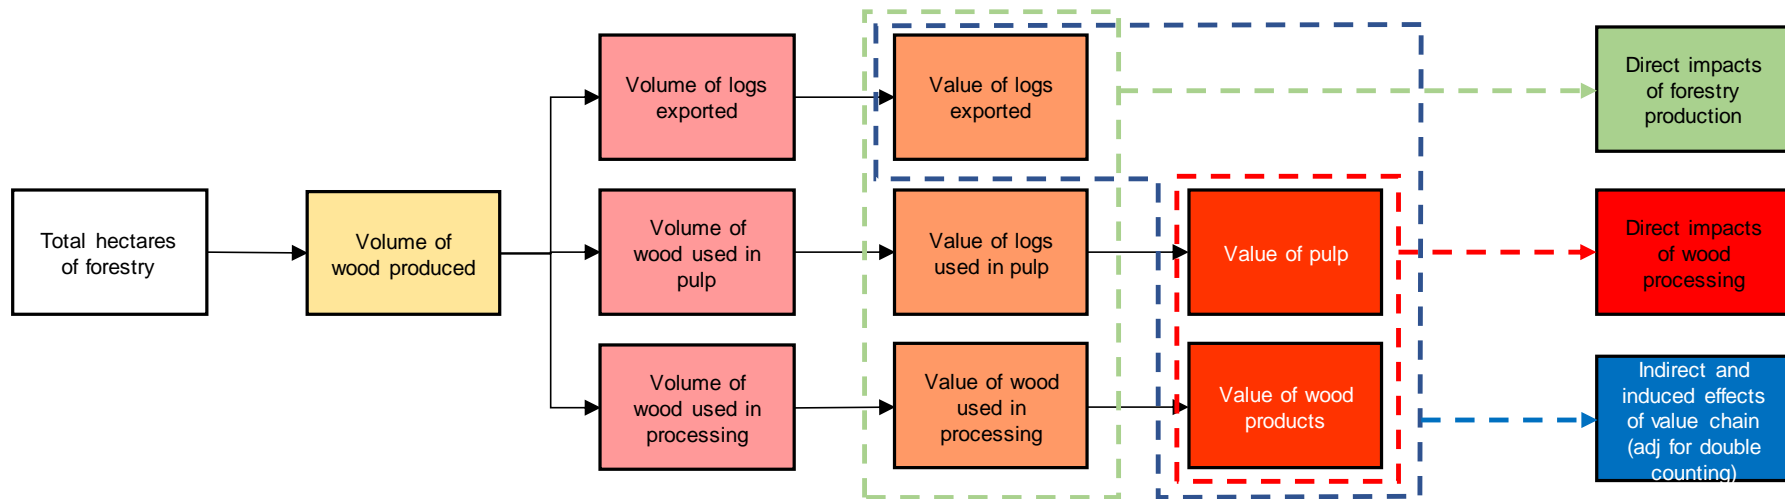 Total hectares
of forestry
Volume of
wood produced
Volume of logs
exported
Volume of
wood used in
pulp
Volume of
wood used in
processing
Value of logs
exported
Value of logs
used in pulp
Value of wood
used in
processing
Value of pulp
Value of wood
products
Direct impacts
of forestry
production
Direct impacts
of wood
processing
Indirect and
induced effects
of value chain
(adj for double
counting)